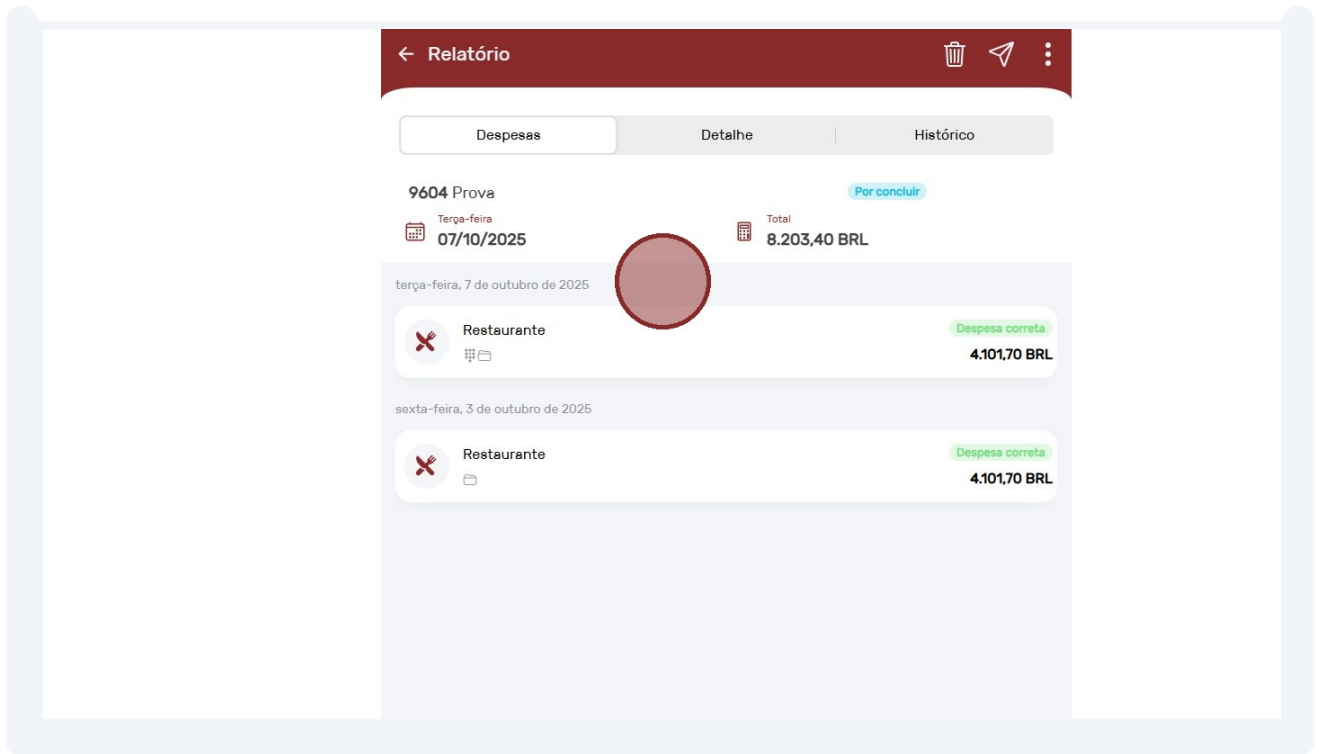 Relatório
Despesas Detalhe Histórico
9604 Prova Por concluir
Terça-feira Total
07/10/2025 8.203,40 BRL
terça-feira, 7 de outubro de 2025
Restaurante Despesa correta
4.101,70 BRL
sexta-feira, 3 de outubro de 2025
Restaurante Despesa correta
4.101,70 BRL